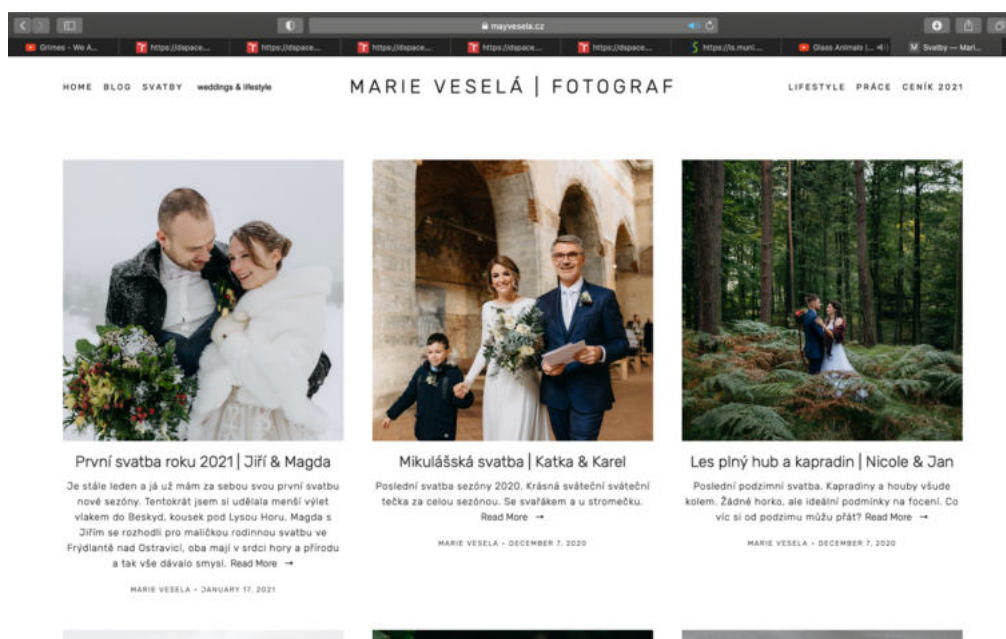 mayvesela.cz
Grimes - We A...
https://dspace....
https://dspace....
https://dspace....
https://dspace....
https://dspace....
https://is.muni....
Glass Animals (...
Svatby — Mari...
HOME BLOG SVATBY weddings & lifestyle
MARIE VESELÁ | FOTOGRAF
LIFESTYLE PRÁCE CENÍK 2021
První svatba roku 2021 | Jiří & Magda
Je stále leden a já už mám za sebou svou první svatbu
nové sezóny. Tentokrát jsem si udělala menší výlet
vlakem do Beskyd, kousek pod Lysou Horu. Magda s
Jiřím se rozhodli pro maličkou rodinnou svatbu ve
Frýdlantě nad Ostravicí, oba mají v srdci hory a přírodu
a tak vše dávalo smysl. Read More →
MARIE VESELA • JANUARY 17, 2021
Mikulášská svatba | Katka & Karel
Poslední svatba sezóny 2020. Krásná sváteční sváteční
tečka za celou sezónou. Se svařákem a u stromečku.
Read More →
MARIE VESELA • DECEMBER 7, 2020
Les plný hub a kapradin | Nicole & Jan
Poslední podzimní svatba. Kapradiny a houby všude
kolem. Žádné horko, ale ideální podmínky na focení. Co
víc si od podzimu můžu přát? Read More →
MARIE VESELA • DECEMBER 7, 2020